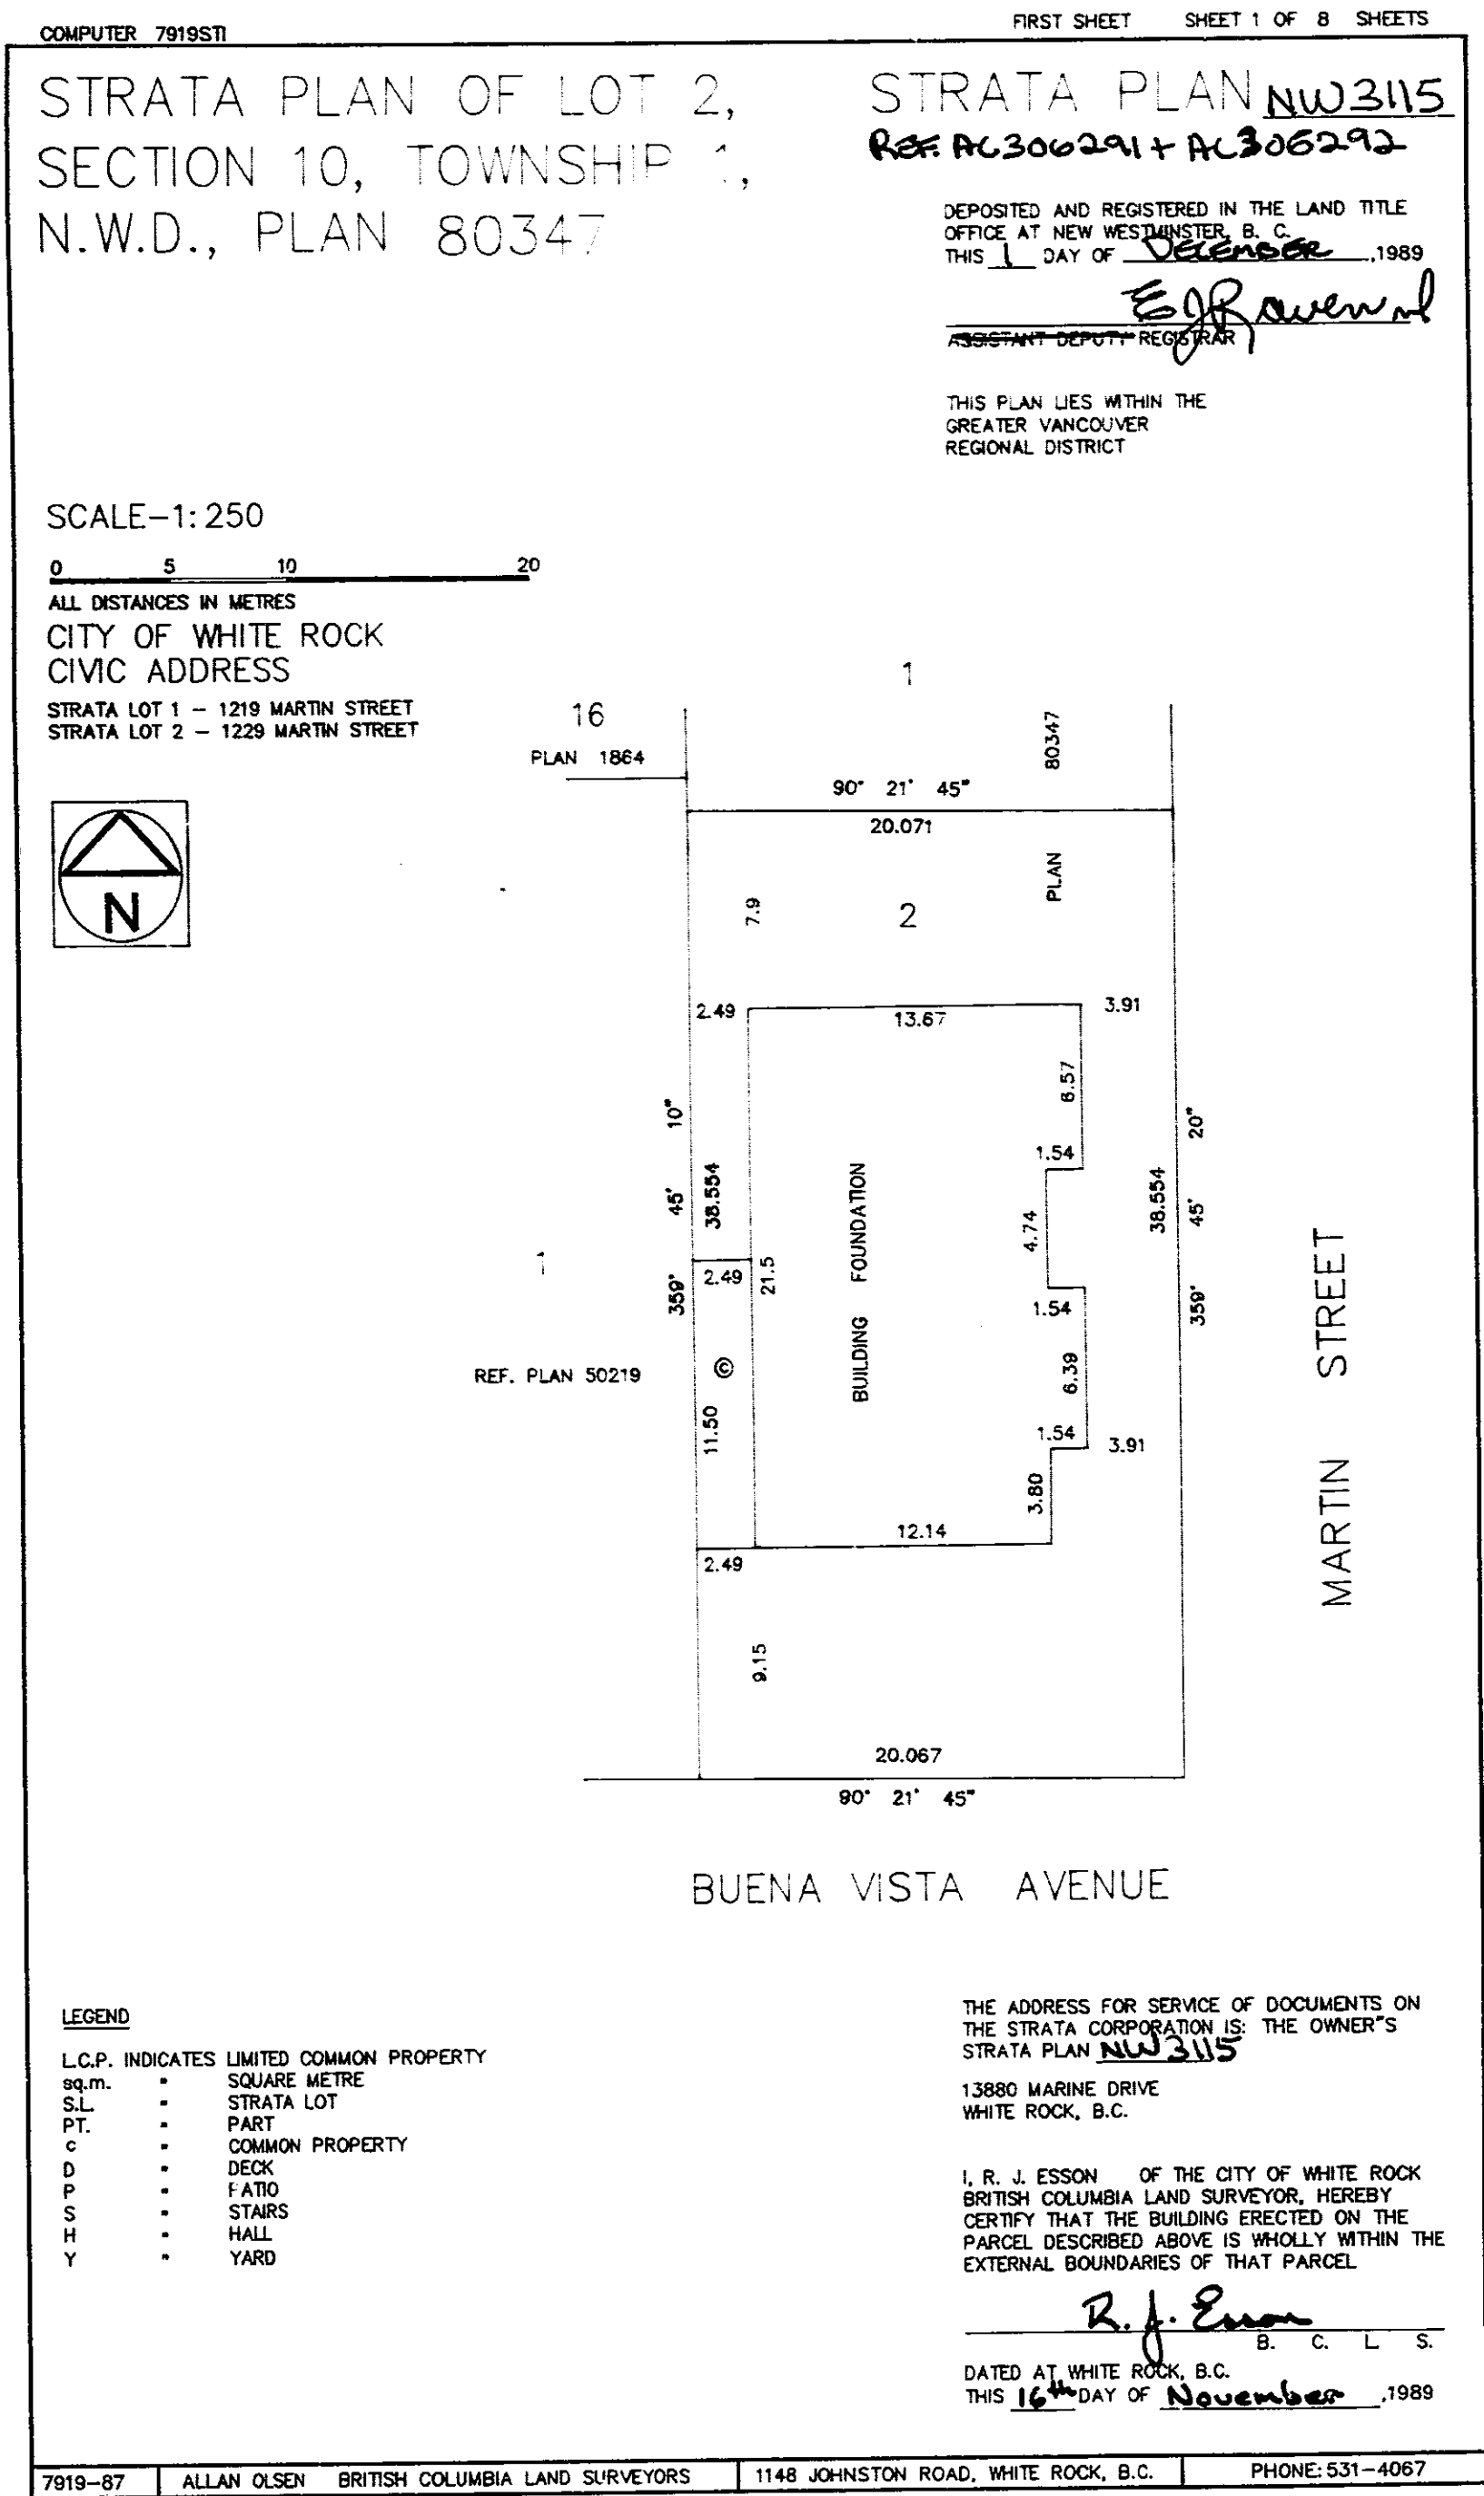 COMPUTER 7919STI
FIRST SHEET SHEET 1 OF 8 SHEETS
STRATA PLAN OF LOT 2,
SECTION 10, TOWNSHIP 1,
N.W.D., PLAN 80347
STRATA PLAN NW3115
REF. AC306291 + AC306292
DEPOSITED AND REGISTERED IN THE LAND TITLE
OFFICE AT NEW WESTMINSTER, B. C.
THIS 1 DAY OF DECEMBER ,1989
ASSISTANT DEPUTY REGISTRAR
THIS PLAN LIES WITHIN THE
GREATER VANCOUVER
REGIONAL DISTRICT
SCALE-1:250
0 5 10 20
ALL DISTANCES IN METRES
CITY OF WHITE ROCK
CIVIC ADDRESS
STRATA LOT 1 - 1219 MARTIN STREET
STRATA LOT 2 - 1229 MARTIN STREET
N
1
16
PLAN 1864
PLAN 80347
90° 21' 45"
20.071
7.9
2
2.49
13.67
3.91
6.57
1.54
359° 45' 10"
38.554
4.74
BUILDING FOUNDATION
38.554
359° 45' 20"
1
2.49
21.5
1.54
REF. PLAN 50219
©
6.39
11.50
1.54
3.91
3.80
12.14
2.49
9.15
20.067
90° 21' 45"
MARTIN STREET
BUENA VISTA AVENUE
LEGEND
L.C.P. INDICATES LIMITED COMMON PROPERTY
sq.m. " SQUARE METRE
S.L. " STRATA LOT
PT. " PART
C " COMMON PROPERTY
D " DECK
P " PATIO
S " STAIRS
H " HALL
Y " YARD
THE ADDRESS FOR SERVICE OF DOCUMENTS ON
THE STRATA CORPORATION IS: THE OWNER"S
STRATA PLAN NW3115
13880 MARINE DRIVE
WHITE ROCK, B.C.
I, R. J. ESSON OF THE CITY OF WHITE ROCK
BRITISH COLUMBIA LAND SURVEYOR, HEREBY
CERTIFY THAT THE BUILDING ERECTED ON THE
PARCEL DESCRIBED ABOVE IS WHOLLY WITHIN THE
EXTERNAL BOUNDARIES OF THAT PARCEL
R. J. Esson
B. C. L S.
DATED AT WHITE ROCK, B.C.
THIS 16th DAY OF November ,1989
7919-87 ALLAN OLSEN BRITISH COLUMBIA LAND SURVEYORS 1148 JOHNSTON ROAD, WHITE ROCK, B.C. PHONE: 531-4067